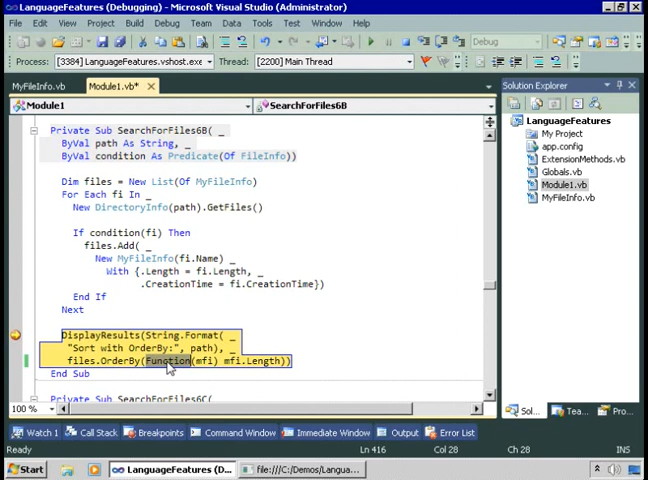 LanguageFeatures (Debugging) - Microsoft Visual Studio (Administrator)
File Edit View Project Build Debug Team Data Tools Test Window Help
Debug
Process: [3384] LanguageFeatures.vshost.exe Thread: [2200] Main Thread
MyFileInfo.vb Module1.vb*
Solution Explorer
Module1 SearchForFiles6B
LanguageFeatures
My Project
app.config
ExtensionMethods.vb
Globals.vb
Module1.vb
MyFileInfo.vb
Private Sub SearchForFiles6B( _
ByVal path As String, _
ByVal condition As Predicate(Of FileInfo))
Dim files = New List(Of MyFileInfo)
For Each fi In _
New DirectoryInfo(path).GetFiles()
If condition(fi) Then
files.Add( _
New MyFileInfo(fi.Name) _
With {.Length = fi.Length, _
.CreationTime = fi.CreationTime})
End If
Next
DisplayResults(String.Format( _
"Sort with OrderBy:", path), _
files.OrderBy(Function(mfi) mfi.Length))
End Sub
Private Sub SearchForFiles6C(
100 %
Sol... Tea... Pro...
Watch 1 Call Stack Breakpoints Command Window Immediate Window Output Error List
Ready Ln 416 Col 28 Ch 28 INS
Start LanguageFeatures (D... file:///C:/Demos/Langua...